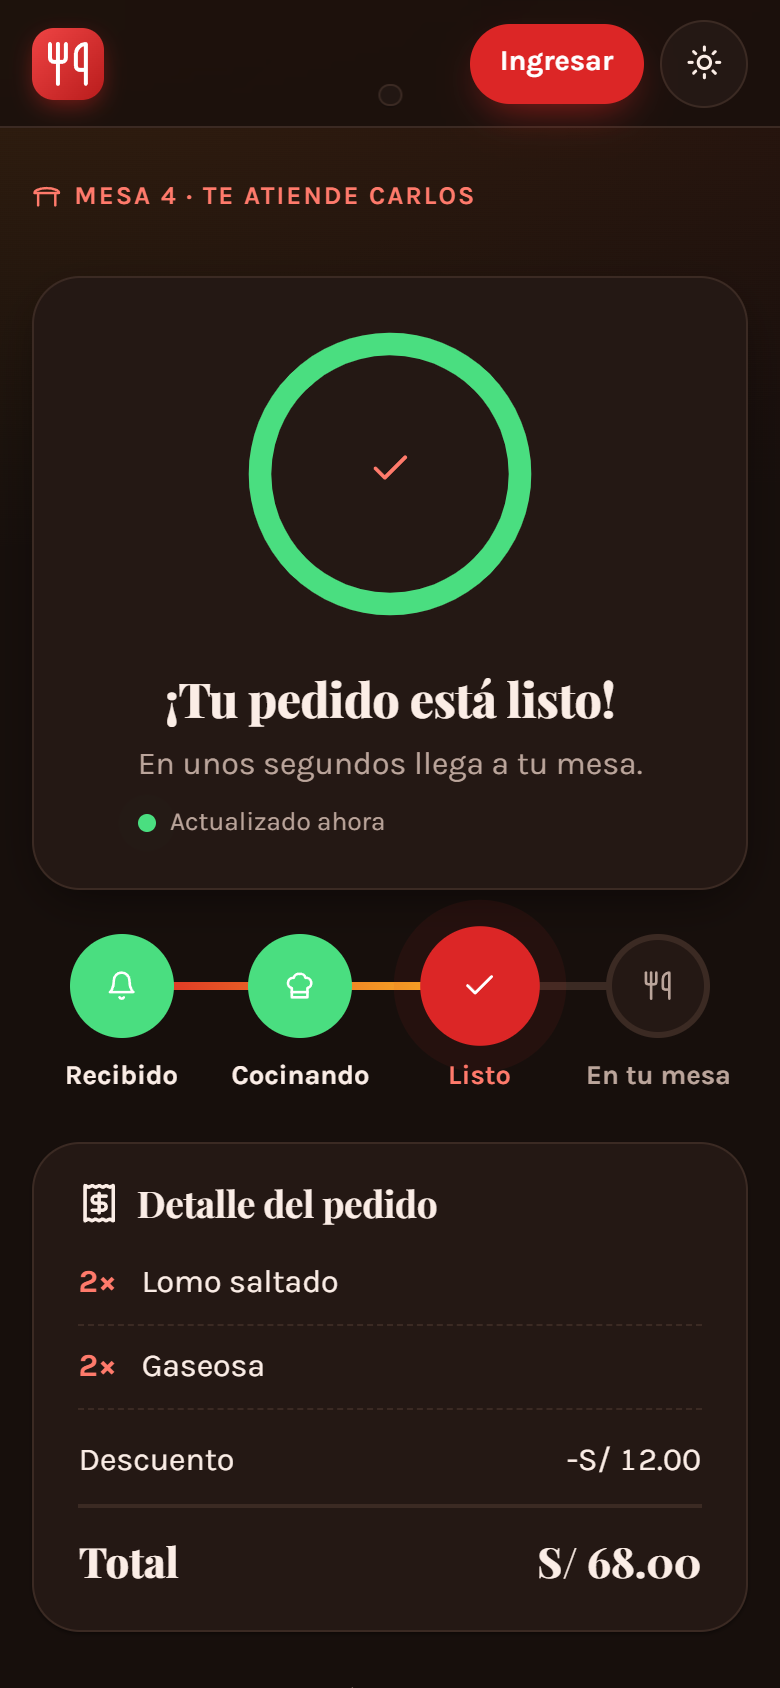 Ingresar
MESA 4 · TE ATIENDE CARLOS
¡Tu pedido está listo!
En unos segundos llega a tu mesa.
Actualizado ahora
Recibido Cocinando Listo En tu mesa
Detalle del pedido
2× Lomo saltado
2× Gaseosa
Descuento -S/ 12.00
Total S/ 68.00